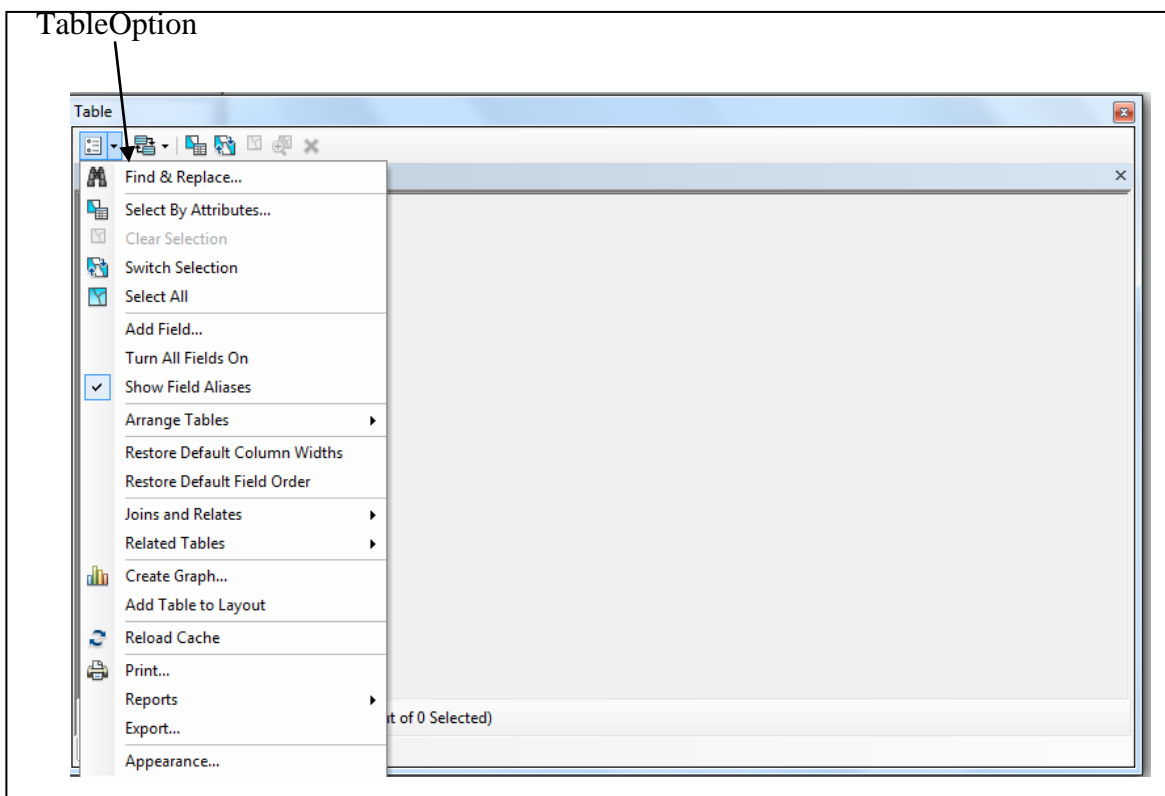 TableOption
Table
Find & Replace...
Select By Attributes...
Clear Selection
Switch Selection
Select All
Add Field...
Turn All Fields On
Show Field Aliases
Arrange Tables
Restore Default Column Widths
Restore Default Field Order
Joins and Relates
Related Tables
Create Graph...
Add Table to Layout
Reload Cache
Print...
Reports
of 0 Selected)
Export...
Appearance...